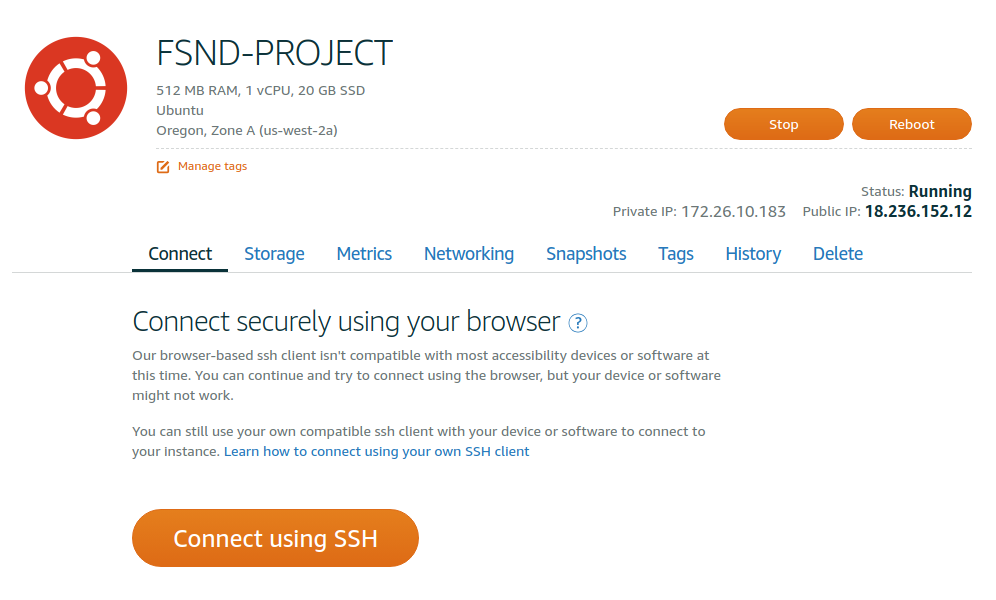 FSND-PROJECT
512 MB RAM, 1 vCPU, 20 GB SSD
Ubuntu
Oregon, Zone A (us-west-2a)
Stop
Reboot
Manage tags
Status: Running
Private IP: 172.26.10.183 Public IP: 18.236.152.12
Connect Storage Metrics Networking Snapshots Tags History Delete
Connect securely using your browser ?
Our browser-based ssh client isn't compatible with most accessibility devices or software at
this time. You can continue and try to connect using the browser, but your device or software
might not work.
You can still use your own compatible ssh client with your device or software to connect to
your instance. Learn how to connect using your own SSH client
Connect using SSH